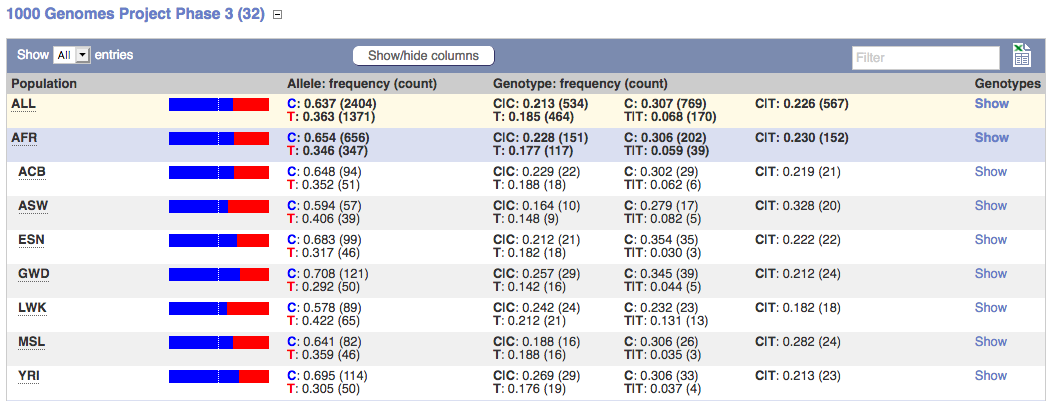 1000 Genomes Project Phase 3 (32)
Show All entries Show/hide columns Filter
Population Allele: frequency (count) Genotype: frequency (count) Genotypes
ALL C: 0.637 (2404) C|C: 0.213 (534) C: 0.307 (769) C|T: 0.226 (567) Show
T: 0.363 (1371) T: 0.185 (464) T|T: 0.068 (170)
AFR C: 0.654 (656) C|C: 0.228 (151) C: 0.306 (202) C|T: 0.230 (152) Show
T: 0.346 (347) T: 0.177 (117) T|T: 0.059 (39)
ACB C: 0.648 (94) C|C: 0.229 (22) C: 0.302 (29) C|T: 0.219 (21) Show
T: 0.352 (51) T: 0.188 (18) T|T: 0.062 (6)
ASW C: 0.594 (57) C|C: 0.164 (10) C: 0.279 (17) C|T: 0.328 (20) Show
T: 0.406 (39) T: 0.148 (9) T|T: 0.082 (5)
ESN C: 0.683 (99) C|C: 0.212 (21) C: 0.354 (35) C|T: 0.222 (22) Show
T: 0.317 (46) T: 0.182 (18) T|T: 0.030 (3)
GWD C: 0.708 (121) C|C: 0.257 (29) C: 0.345 (39) C|T: 0.212 (24) Show
T: 0.292 (50) T: 0.142 (16) T|T: 0.044 (5)
LWK C: 0.578 (89) C|C: 0.242 (24) C: 0.232 (23) C|T: 0.182 (18) Show
T: 0.422 (65) T: 0.212 (21) T|T: 0.131 (13)
MSL C: 0.641 (82) C|C: 0.188 (16) C: 0.306 (26) C|T: 0.282 (24) Show
T: 0.359 (46) T: 0.188 (16) T|T: 0.035 (3)
YRI C: 0.695 (114) C|C: 0.269 (29) C: 0.306 (33) C|T: 0.213 (23) Show
T: 0.305 (50) T: 0.176 (19) T|T: 0.037 (4)